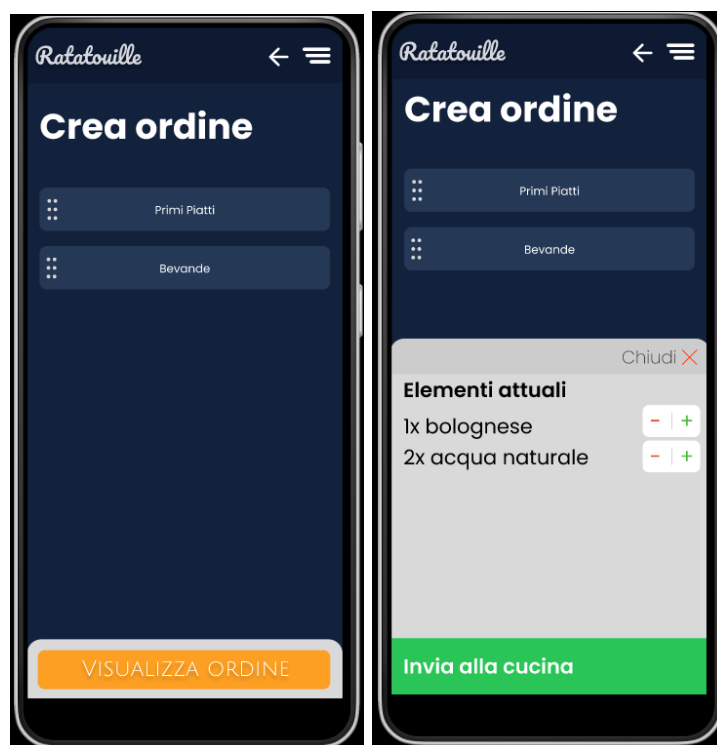 Ratatouille
Crea ordine
Primi Piatti
Bevande
Visualizza ordine
Ratatouille
Crea ordine
Primi Piatti
Bevande
Chiudi
Elementi attuali
1x bolognese
- | +
2x acqua naturale
- | +
Invia alla cucina